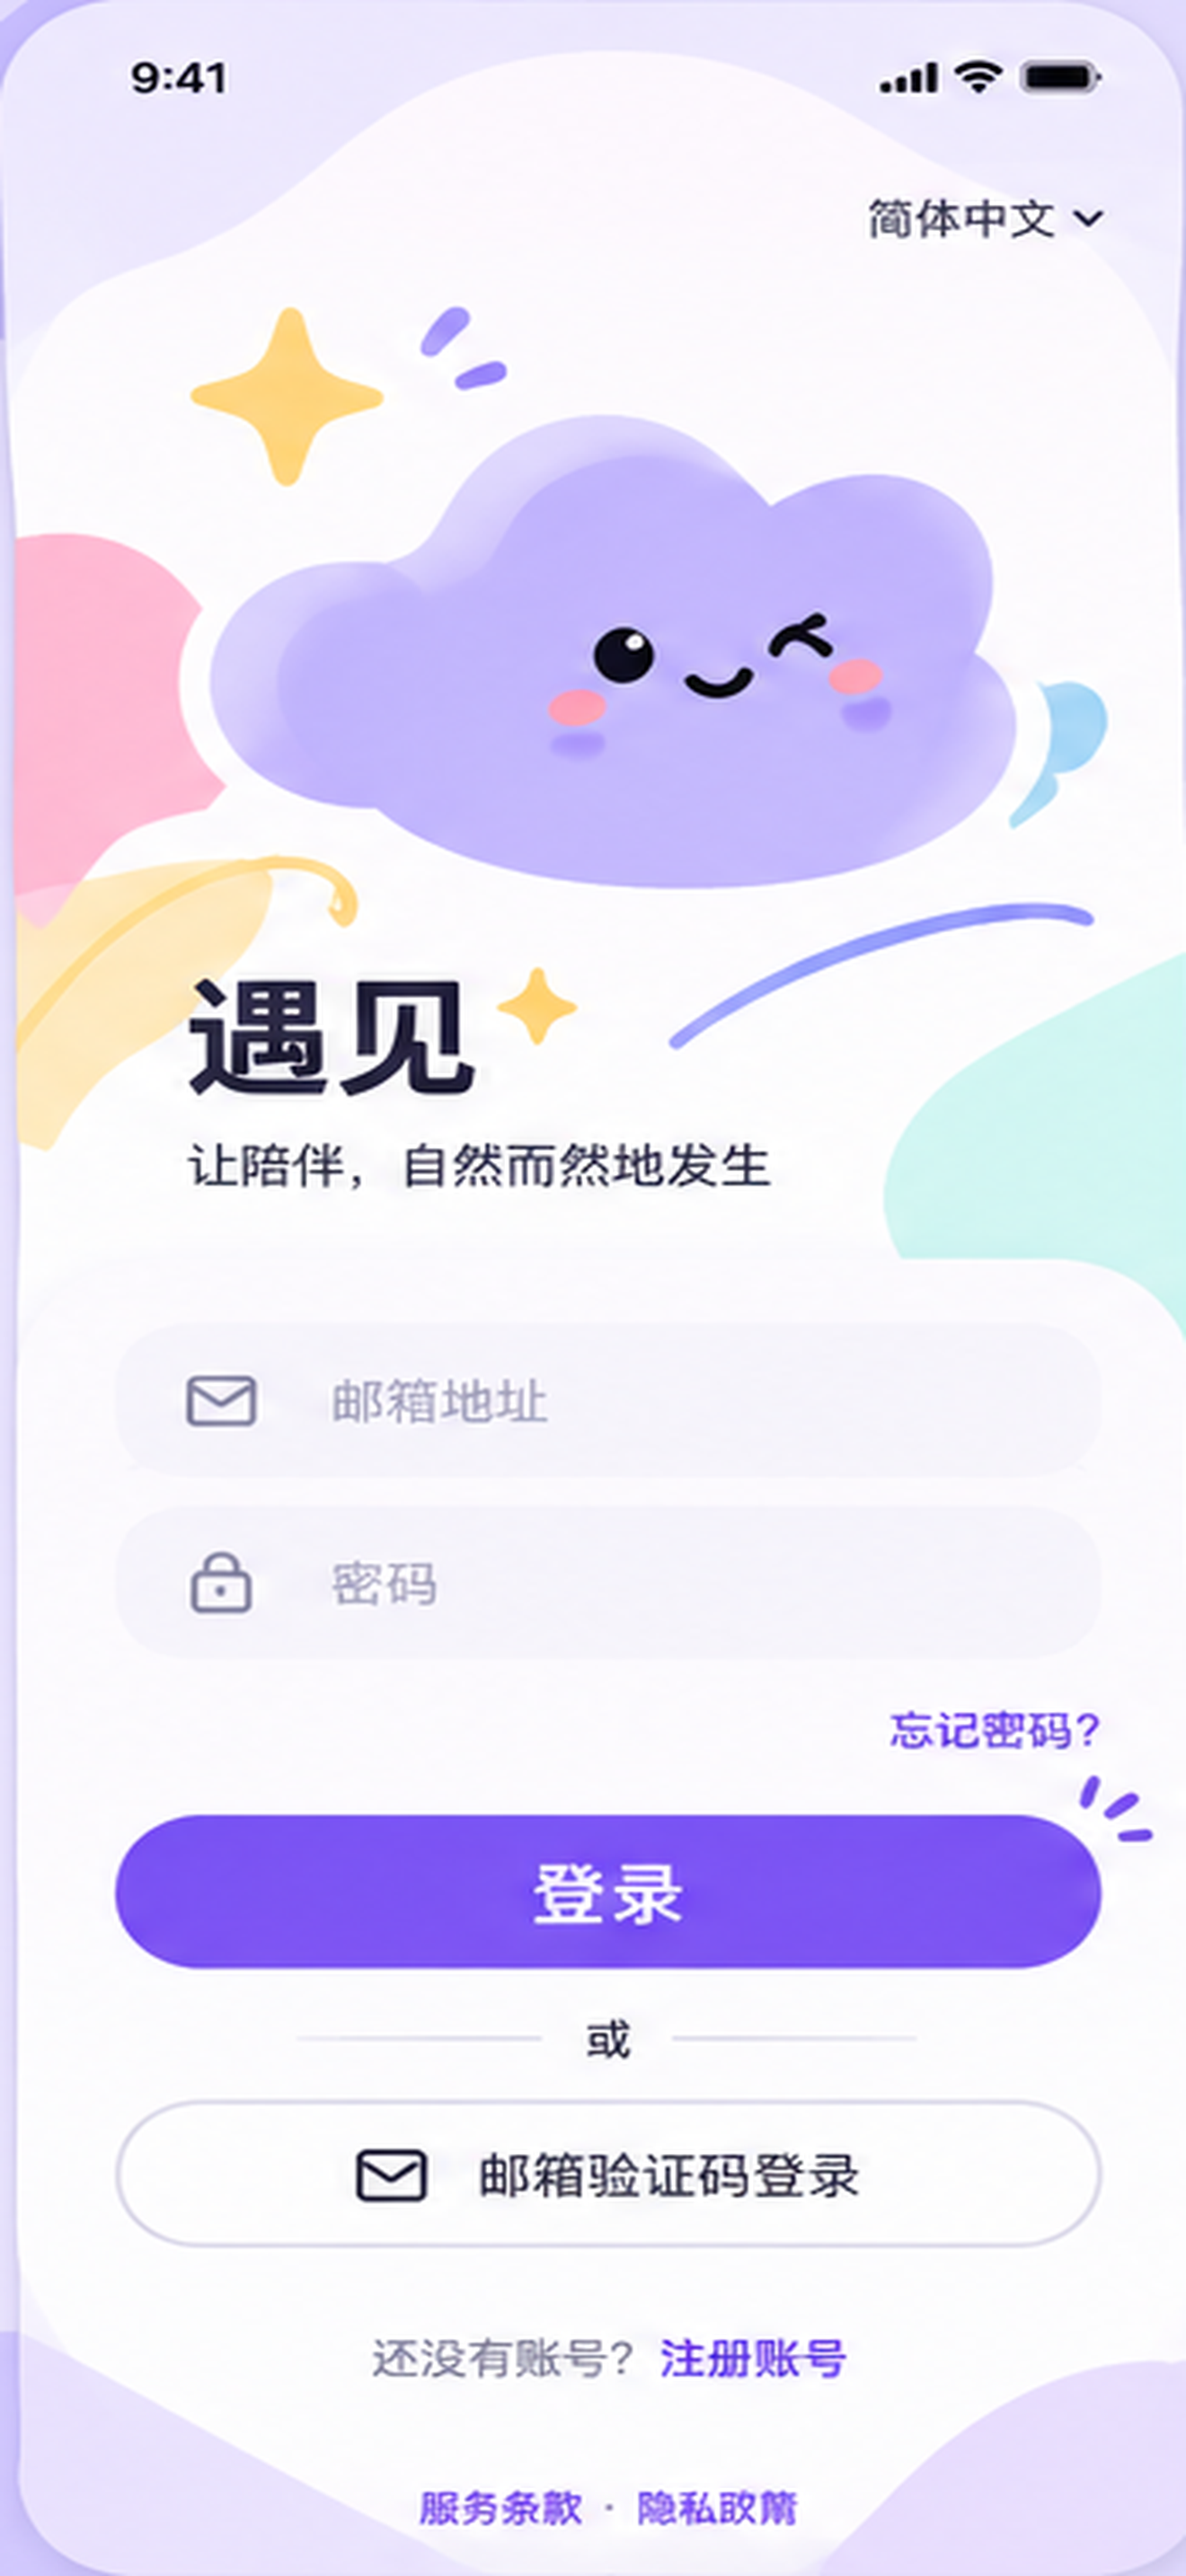 9:41
简体中文
遇见
让陪伴，自然而然地发生
邮箱地址
密码
忘记密码?
登录
或
邮箱验证码登录
还没有账号? 注册账号
服务条款 · 隐私